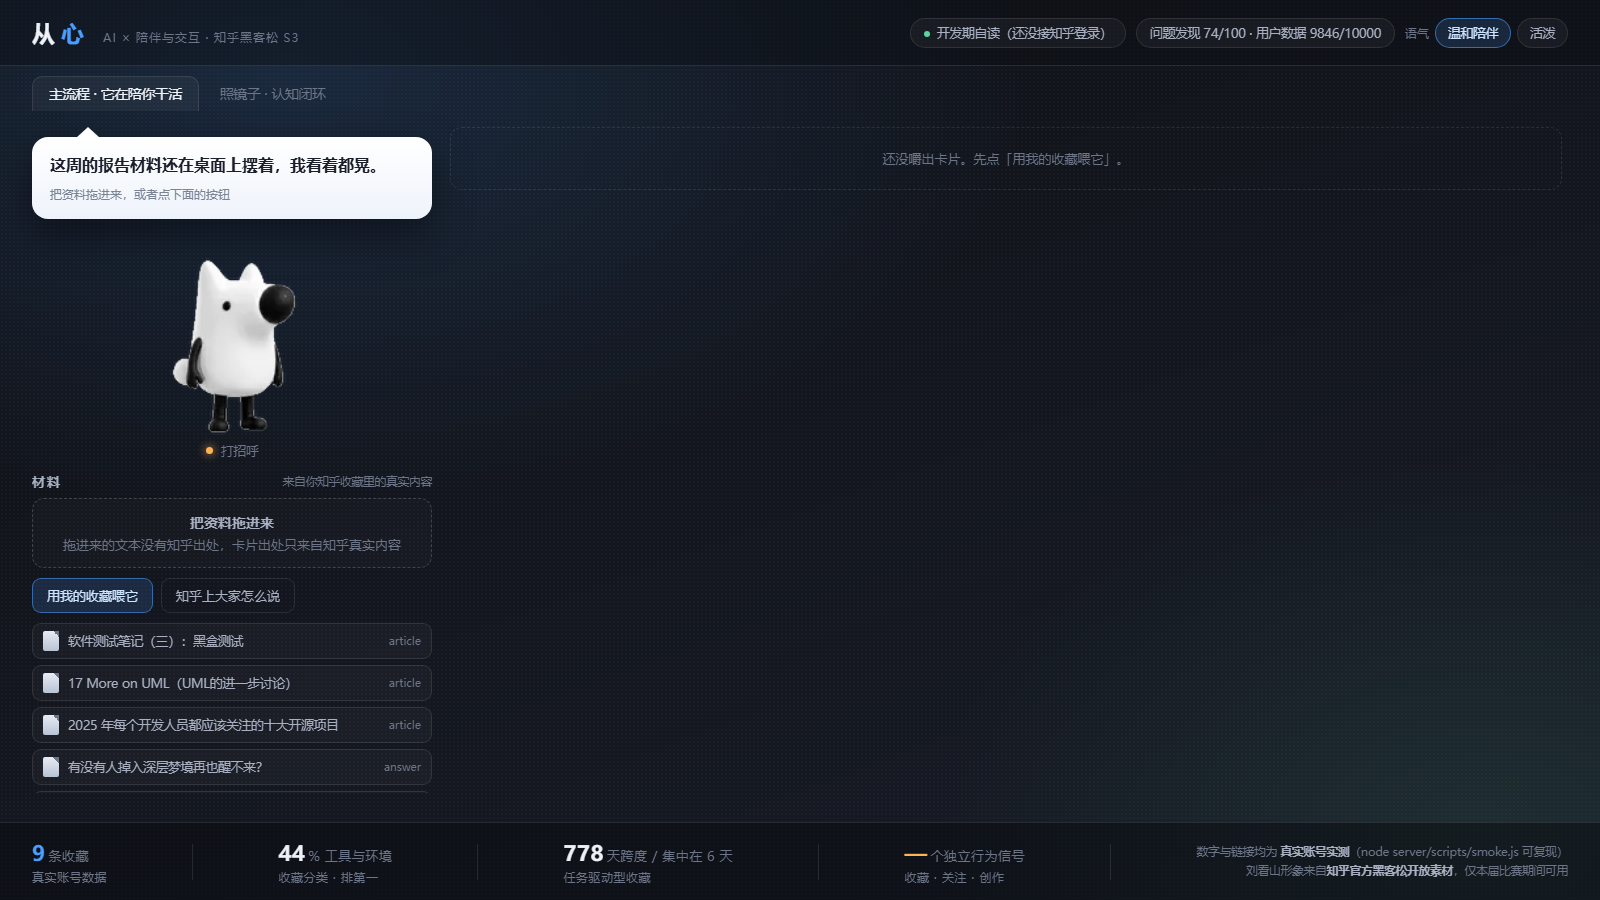 从心 AI × 陪伴与交互 · 知乎黑客松 S3
开发期自读（还没接知乎登录）
问题发现 74/100 · 用户数据 9846/10000
语气 温和陪伴 活泼
主流程 · 它在陪你干活
照镜子 · 认知闭环
这周的报告材料还在桌面上摆着，我看着都晃。
把资料拖进来，或者点下面的按钮
还没嚼出卡片。先点「用我的收藏喂它」。
打招呼
材料
来自你知乎收藏里的真实内容
把资料拖进来
拖进来的文本没有知乎出处，卡片出处只来自知乎真实内容
用我的收藏喂它
知乎上大家怎么说
软件测试笔记（三）：黑盒测试 article
17 More on UML（UML的进一步讨论） article
2025 年每个开发人员都应该关注的十大开源项目 article
有没有人掉入深层梦境再也醒不来？ answer
9 条收藏
真实账号数据
44 % 工具与环境
收藏分类 · 排第一
778 天跨度 / 集中在 6 天
任务驱动型收藏
— 个独立行为信号
收藏 · 关注 · 创作
数字与链接均为 真实账号实测（node server/scripts/smoke.js 可复现）
刘看山形象来自知乎官方黑客松开放素材，仅本届比赛期间可用